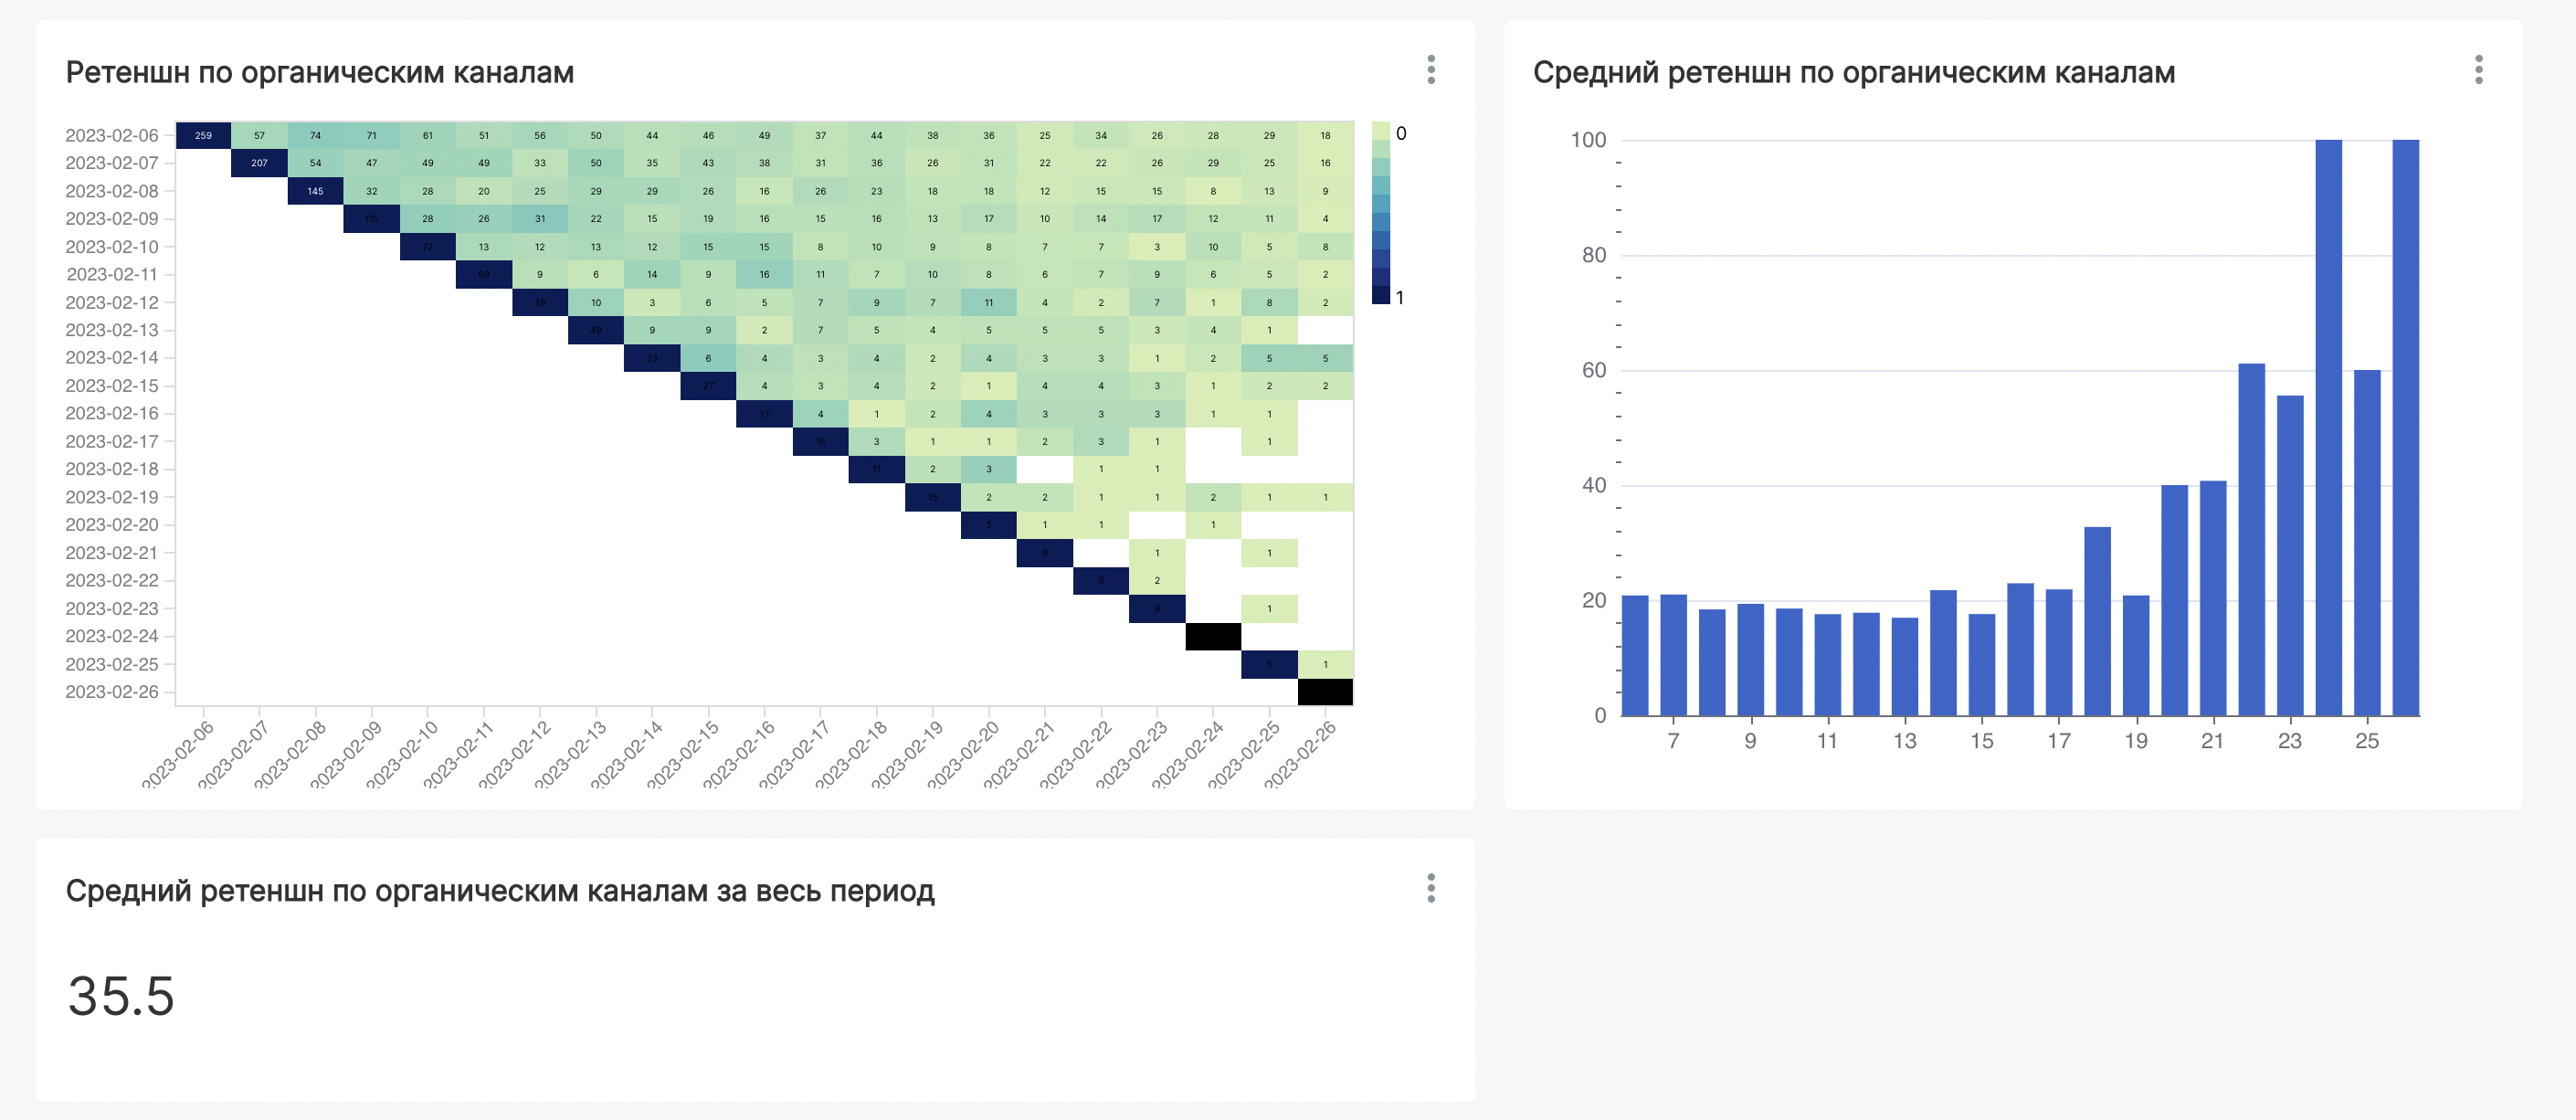 Ретеншн по органическим каналам
2023-02-06 259 57 74 71 61 51 56 50 44 46 49 37 44 38 36 25 34 26 28 29 18
2023-02-07 207 54 47 49 49 33 50 35 43 38 31 36 26 31 22 22 26 29 25 16
2023-02-08 145 32 28 20 25 29 29 26 16 26 23 18 18 12 15 15 8 13 9
2023-02-09 115 28 26 31 22 15 19 16 15 16 13 17 10 14 17 12 11 4
2023-02-10 72 13 12 13 12 15 15 8 10 9 8 7 7 3 10 5 8
2023-02-11 69 9 6 14 9 16 11 7 10 8 6 7 9 6 5 2
2023-02-12 49 10 3 6 5 7 9 7 11 4 2 7 1 8 2
2023-02-13 49 9 9 2 7 5 4 5 5 5 3 4 1
2023-02-14 23 6 4 3 4 2 4 3 3 1 2 5 5
2023-02-15 27 4 3 4 2 1 4 4 3 1 2 2
2023-02-16 17 4 1 2 4 3 3 3 1 1
2023-02-17 16 3 1 1 2 3 1 1
2023-02-18 11 2 3 1 1
2023-02-19 15 2 2 1 1 2 1 1
2023-02-20 5 1 1 1
2023-02-21 9 1 1
2023-02-22 9 2
2023-02-23 9 1
2023-02-24
2023-02-25 5 1
2023-02-26
2023-02-06 2023-02-07 2023-02-08 2023-02-09 2023-02-10 2023-02-11 2023-02-12 2023-02-13 2023-02-14 2023-02-15 2023-02-16 2023-02-17 2023-02-18 2023-02-19 2023-02-20 2023-02-21 2023-02-22 2023-02-23 2023-02-24 2023-02-25 2023-02-26
0
1
Средний ретеншн по органическим каналам
100
80
60
40
20
0
7 9 11 13 15 17 19 21 23 25
Средний ретеншн по органическим каналам за весь период
35.5